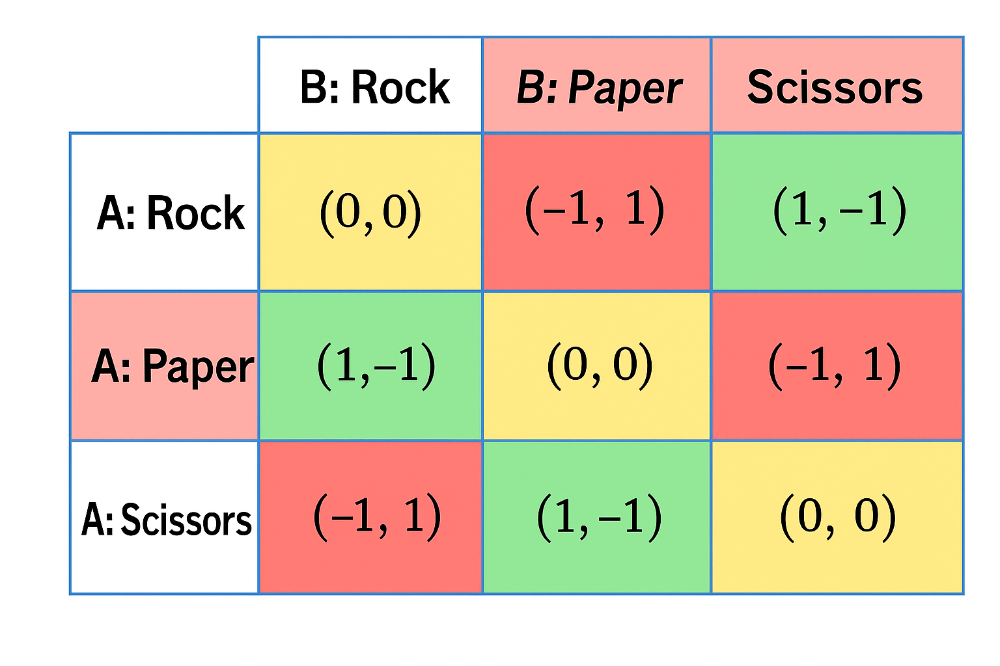 B: Rock B: Paper Scissors
A: Rock (0, 0) (–1, 1) (1, –1)
A: Paper (1,–1) (0, 0) (–1, 1)
A: Scissors (–1, 1) (1, –1) (0, 0)